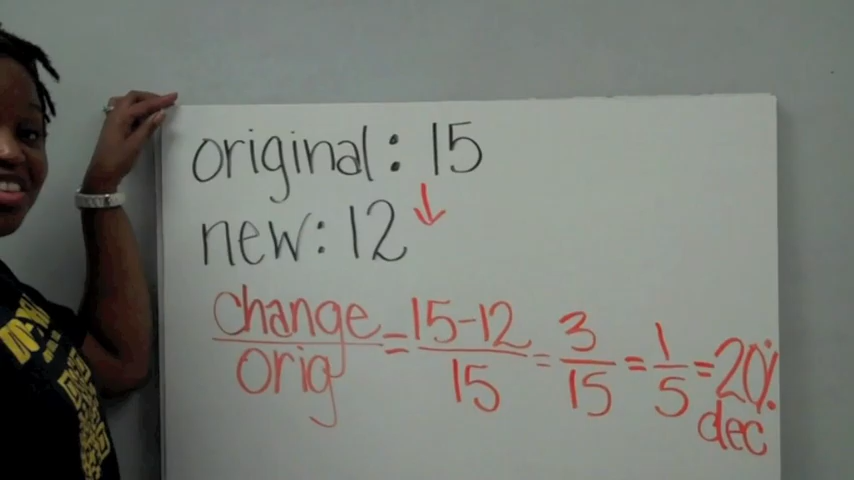 original: 15
new: 12 ↓
change/orig = 15-12/15 = 3/15 = 1/5 = 20%
dec